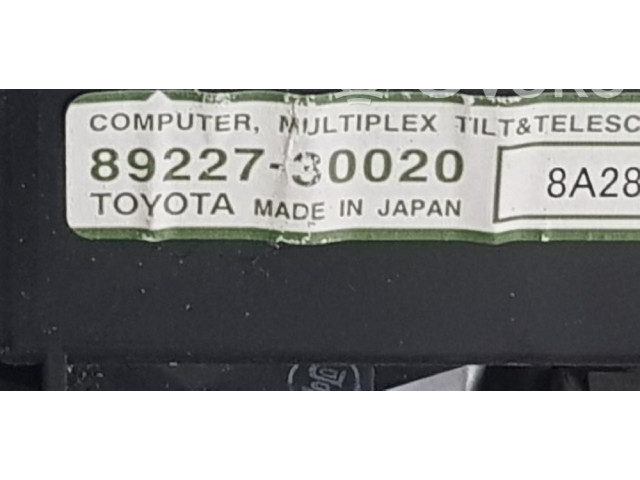 COMPUTER, MULTIPLEX TILT&TELESC
89227-30020
8A28
TOYOTA MADE IN JAPAN